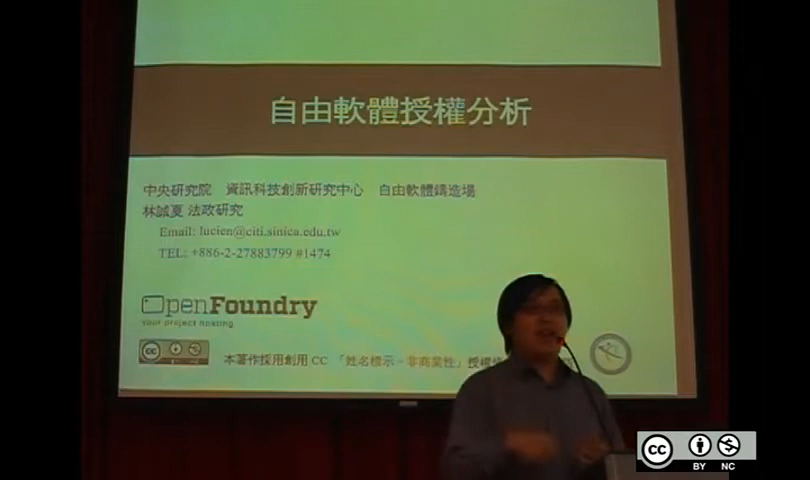 自由軟體授權分析
中央研究院 資訊科技創新研究中心 自由軟體鑄造場
林誠夏 法政研究
Email: lucien@citi.sinica.edu.tw
TEL: +886-2-27883799 #1474
OpenFoundry
your project hosting
本著作採用創用 CC 「姓名標示－非商業性」授權
cc
BY NC